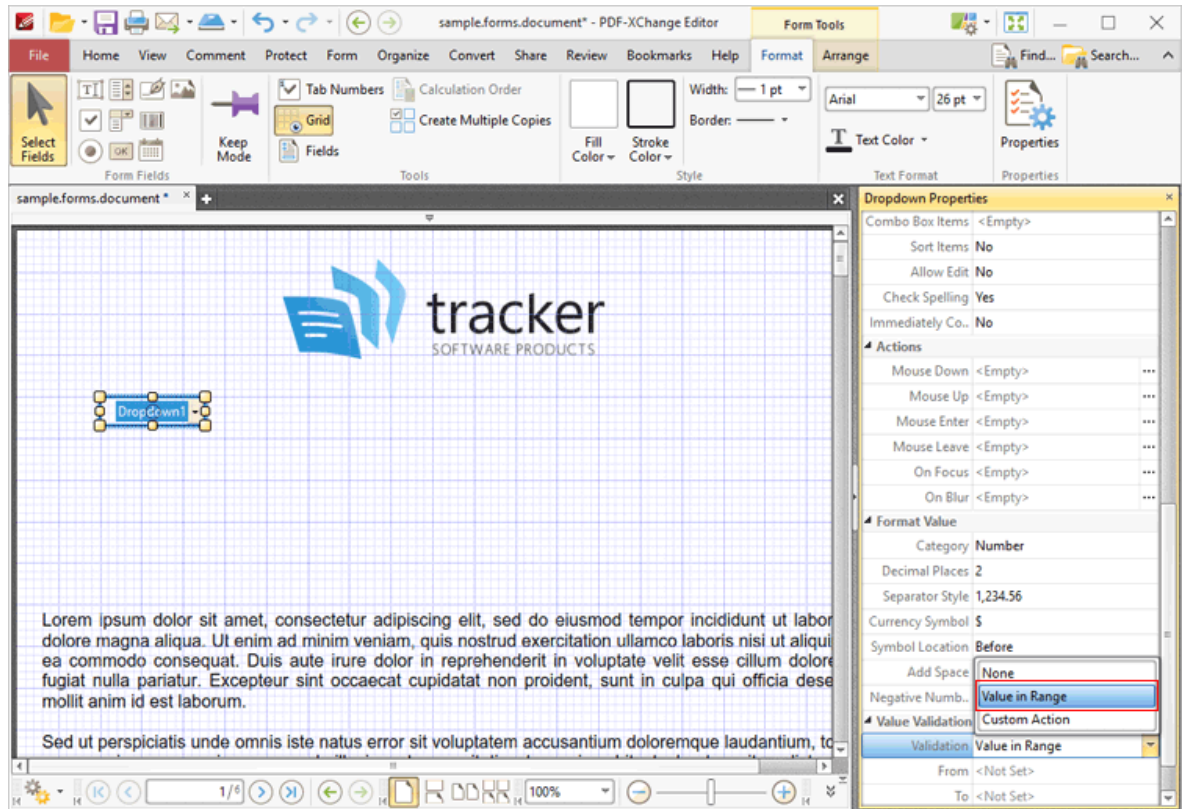 sample.forms.document* - PDF-XChange Editor
Form Tools
File Home View Comment Protect Form Organize Convert Share Review Bookmarks Help Format Arrange Find... Search...
Select Fields
OK
Form Fields
Keep Mode
Tab Numbers
Grid
Fields
Calculation Order
Create Multiple Copies
Tools
Fill Color
Stroke Color
Width: 1 pt
Border:
Style
Arial 26 pt
T Text Color
Text Format
Properties
Properties
sample.forms.document *
tracker
SOFTWARE PRODUCTS
Dropdown1
Lorem ipsum dolor sit amet, consectetur adipiscing elit, sed do eiusmod tempor incididunt ut labor
dolore magna aliqua. Ut enim ad minim veniam, quis nostrud exercitation ullamco laboris nisi ut aliqui
ea commodo consequat. Duis aute irure dolor in reprehenderit in voluptate velit esse cillum dolore
fugiat nulla pariatur. Excepteur sint occaecat cupidatat non proident, sunt in culpa qui officia dese
mollit anim id est laborum.
Sed ut perspiciatis unde omnis iste natus error sit voluptatem accusantium doloremque laudantium, to
1/6
100%
Dropdown Properties
Combo Box Items <Empty>
Sort Items No
Allow Edit No
Check Spelling Yes
Immediately Co.. No
Actions
Mouse Down <Empty> ...
Mouse Up <Empty> ...
Mouse Enter <Empty> ...
Mouse Leave <Empty> ...
On Focus <Empty> ...
On Blur <Empty> ...
Format Value
Category Number
Decimal Places 2
Separator Style 1,234.56
Currency Symbol $
Symbol Location Before
Add Space
Negative Numb..
None
Value in Range
Custom Action
Value Validation
Validation Value in Range
From <Not Set>
To <Not Set>